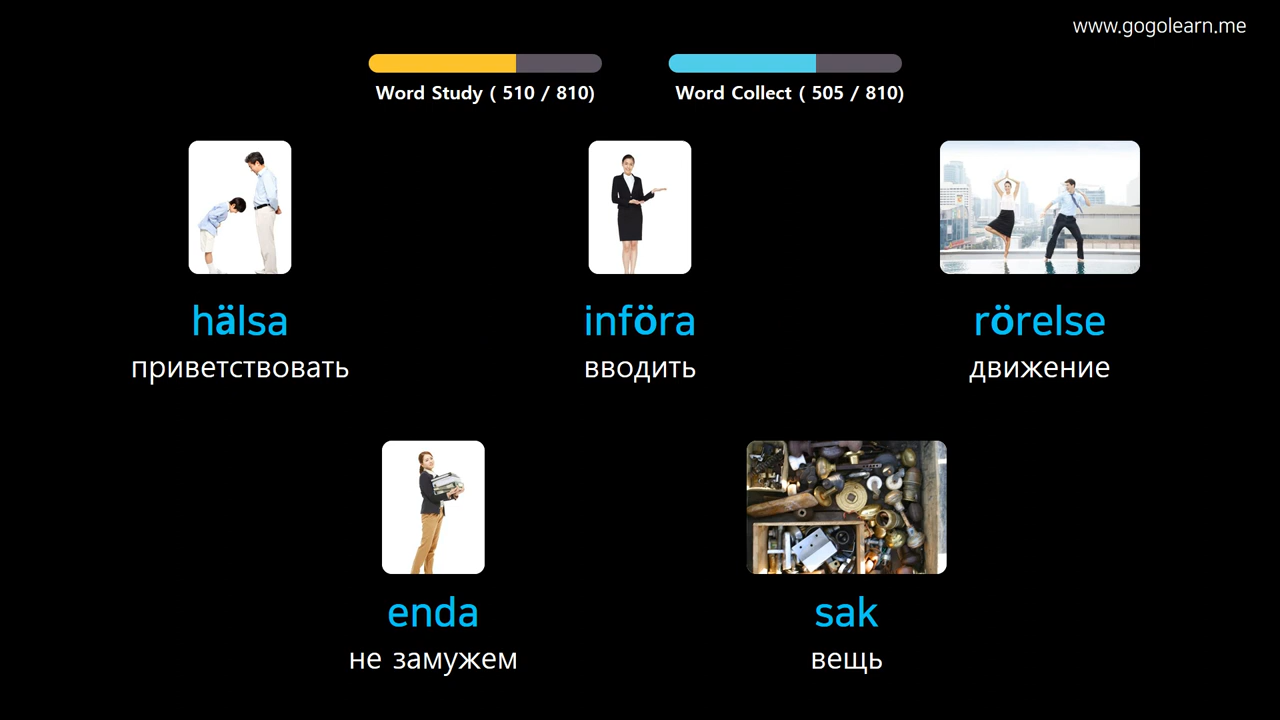 www.gogolearn.me
Word Study ( 510 / 810)
Word Collect ( 505 / 810)
hälsa
приветствовать
införa
вводить
rörelse
движение
enda
не замужем
sak
вещь